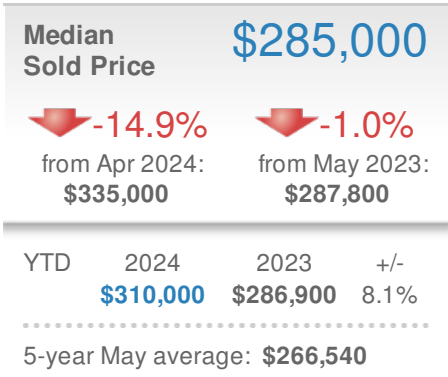 Median $285,000
Sold Price
-14.9% -1.0%
from Apr 2024: from May 2023:
$335,000 $287,800
YTD 2024 2023 +/-
$310,000 $286,900 8.1%
5-year May average: $266,540